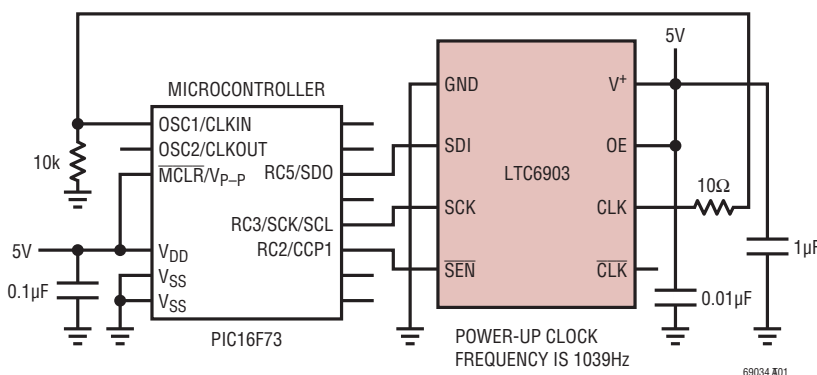 5V
MICROCONTROLLER
GND
V+
OSC1/CLKIN
OSC2/CLKOUT
SDI
OE
10k
MCLR/VP–P
RC5/SDO
LTC6903
10Ω
SCK
CLK
RC3/SCK/SCL
5V
VDD
RC2/CCP1
1µF
VSS
SEN
CLK
0.1µF
VSS
0.01µF
PIC16F73
POWER-UP CLOCK
FREQUENCY IS 1039Hz